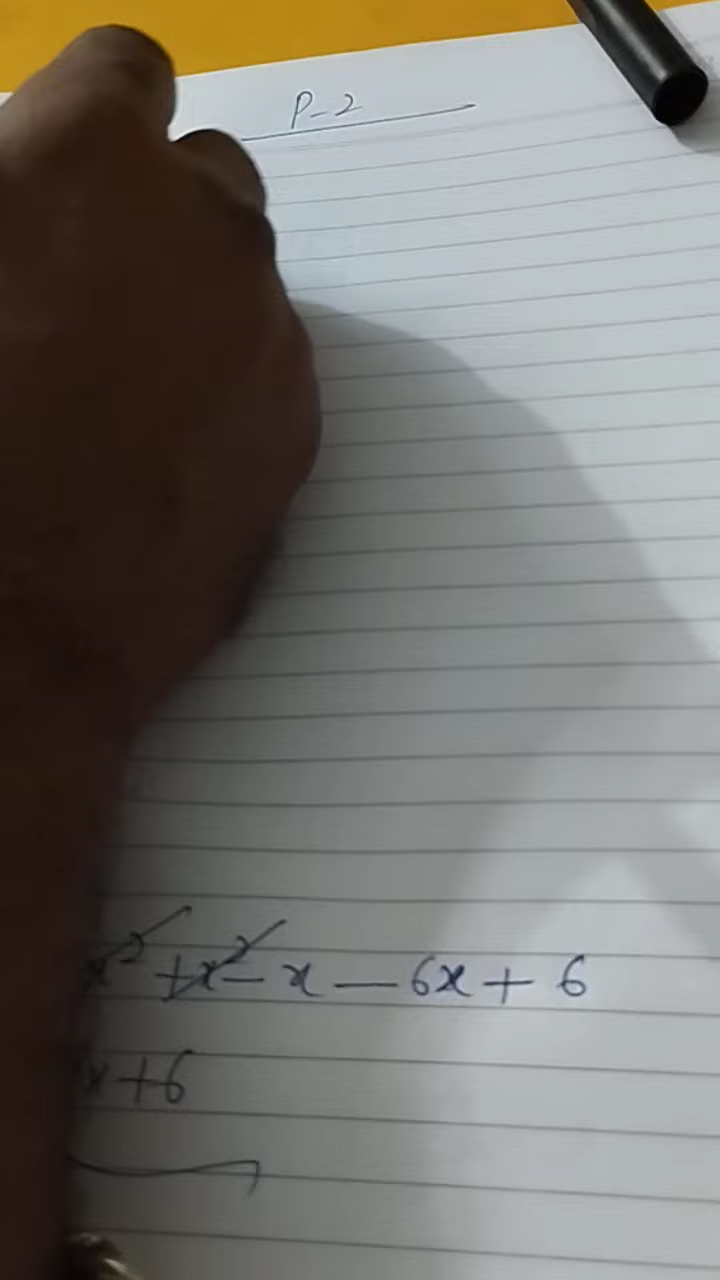 P-2
x² + x² - x - 6x + 6
x + 6